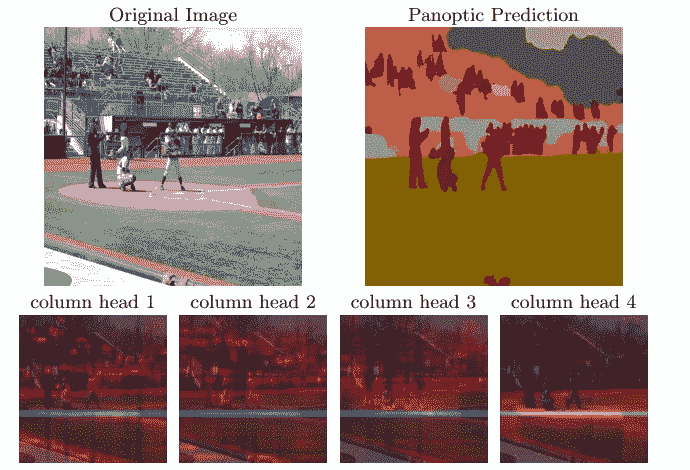 Original Image
Panoptic Prediction
column head 1
column head 2
column head 3
column head 4